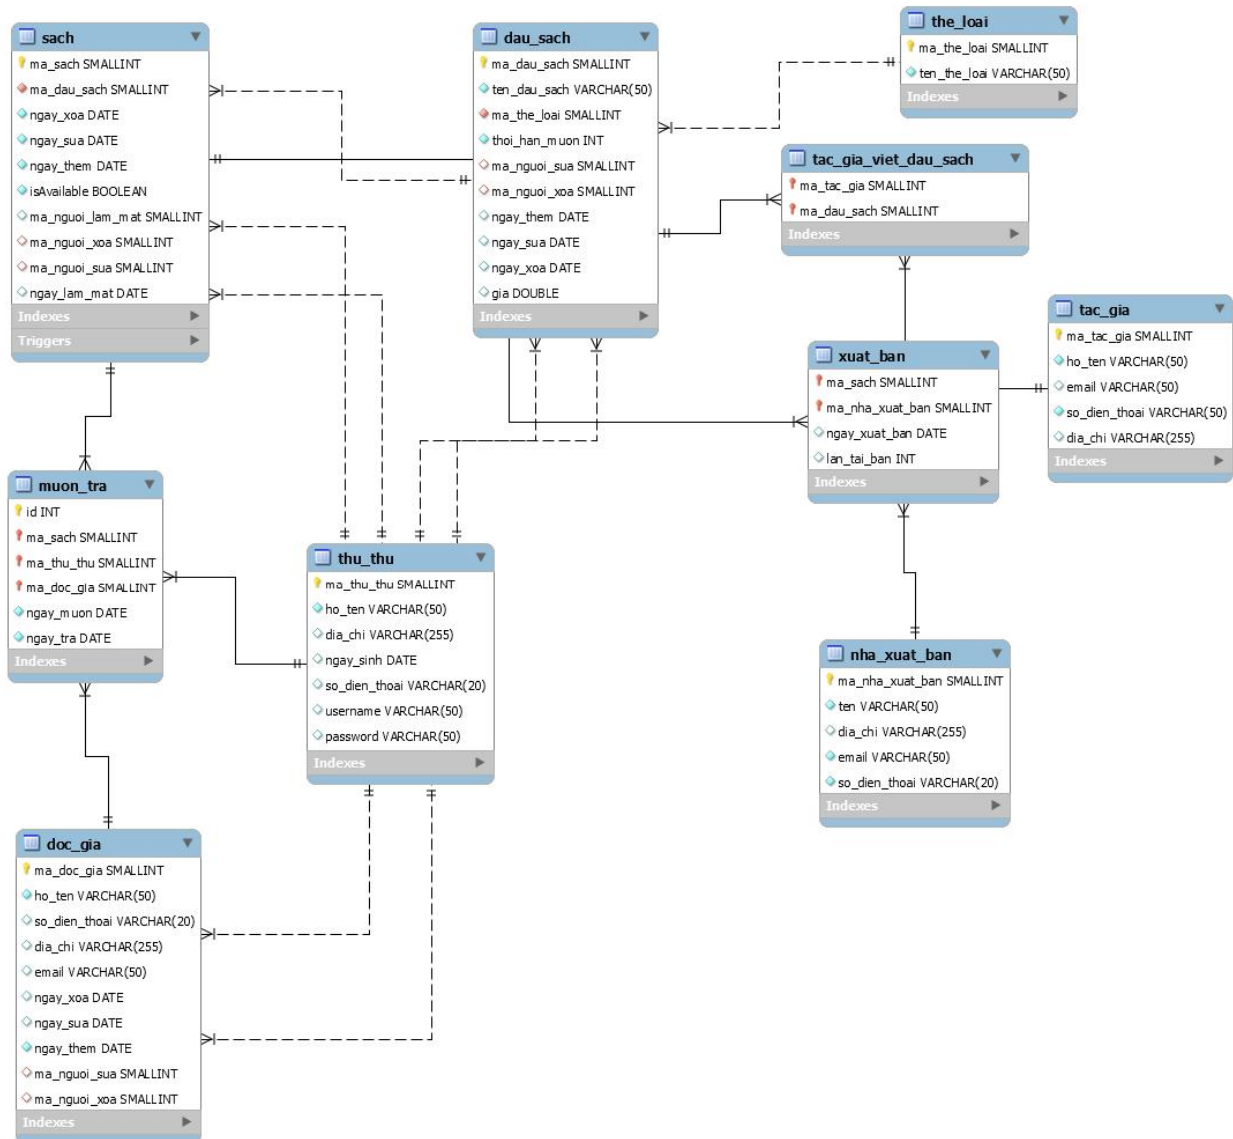 sach
ma_sach SMALLINT
ma_dau_sach SMALLINT
ngay_xoa DATE
ngay_sua DATE
ngay_them DATE
isAvailable BOOLEAN
ma_nguoi_lam_mat SMALLINT
ma_nguoi_xoa SMALLINT
ma_nguoi_sua SMALLINT
ngay_lam_mat DATE
Indexes
Triggers
dau_sach
ma_dau_sach SMALLINT
ten_dau_sach VARCHAR(50)
ma_the_loai SMALLINT
thoi_han_muon INT
ma_nguoi_sua SMALLINT
ma_nguoi_xoa SMALLINT
ngay_them DATE
ngay_sua DATE
ngay_xoa DATE
gia DOUBLE
Indexes
the_loai
ma_the_loai SMALLINT
ten_the_loai VARCHAR(50)
Indexes
tac_gia_viet_dau_sach
ma_tac_gia SMALLINT
ma_dau_sach SMALLINT
Indexes
tac_gia
ma_tac_gia SMALLINT
ho_ten VARCHAR(50)
email VARCHAR(50)
so_dien_thoai VARCHAR(50)
dia_chi VARCHAR(255)
Indexes
xuat_ban
ma_sach SMALLINT
ma_nha_xuat_ban SMALLINT
ngay_xuat_ban DATE
lan_tai_ban INT
Indexes
muon_tra
id INT
ma_sach SMALLINT
ma_thu_thu SMALLINT
ma_doc_gia SMALLINT
ngay_muon DATE
ngay_tra DATE
Indexes
thu_thu
ma_thu_thu SMALLINT
ho_ten VARCHAR(50)
dia_chi VARCHAR(255)
ngay_sinh DATE
so_dien_thoai VARCHAR(20)
username VARCHAR(50)
password VARCHAR(50)
Indexes
nha_xuat_ban
ma_nha_xuat_ban SMALLINT
ten VARCHAR(50)
dia_chi VARCHAR(255)
email VARCHAR(50)
so_dien_thoai VARCHAR(20)
Indexes
doc_gia
ma_doc_gia SMALLINT
ho_ten VARCHAR(50)
so_dien_thoai VARCHAR(20)
dia_chi VARCHAR(255)
email VARCHAR(50)
ngay_xoa DATE
ngay_sua DATE
ngay_them DATE
ma_nguoi_sua SMALLINT
ma_nguoi_xoa SMALLINT
Indexes